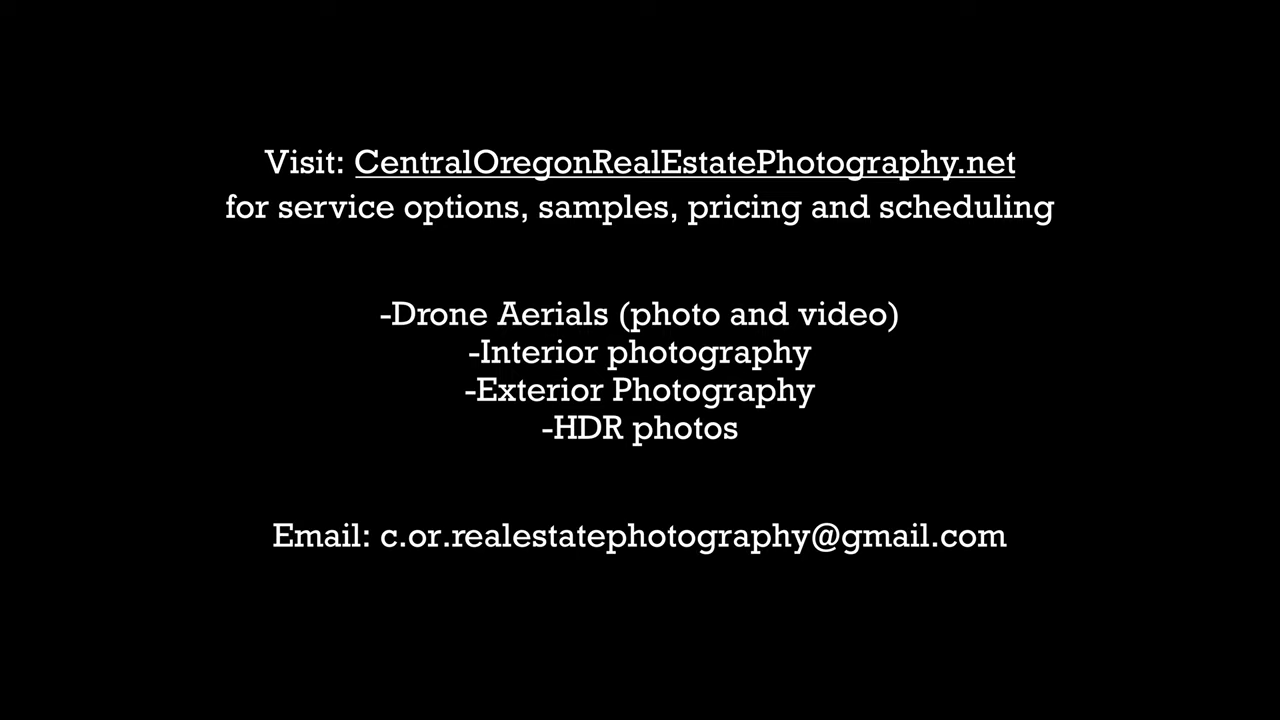 Visit: CentralOregonRealEstatePhotography.net
for service options, samples, pricing and scheduling
-Drone Aerials (photo and video)
-Interior photography
-Exterior Photography
-HDR photos
Email: c.or.realestatephotography@gmail.com